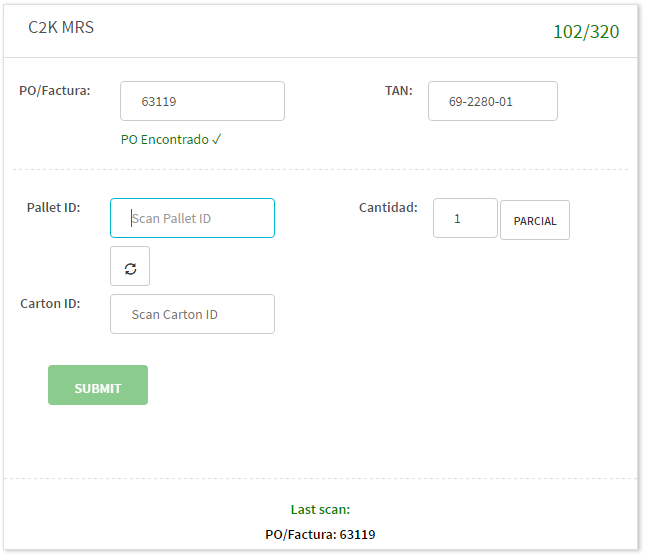 C2K MRS
102/320
PO/Factura:
63119
TAN:
69-2280-01
PO Encontrado ✓
Pallet ID:
Scan Pallet ID
Cantidad:
1
PARCIAL
Carton ID:
Scan Carton ID
SUBMIT
Last scan:
PO/Factura: 63119